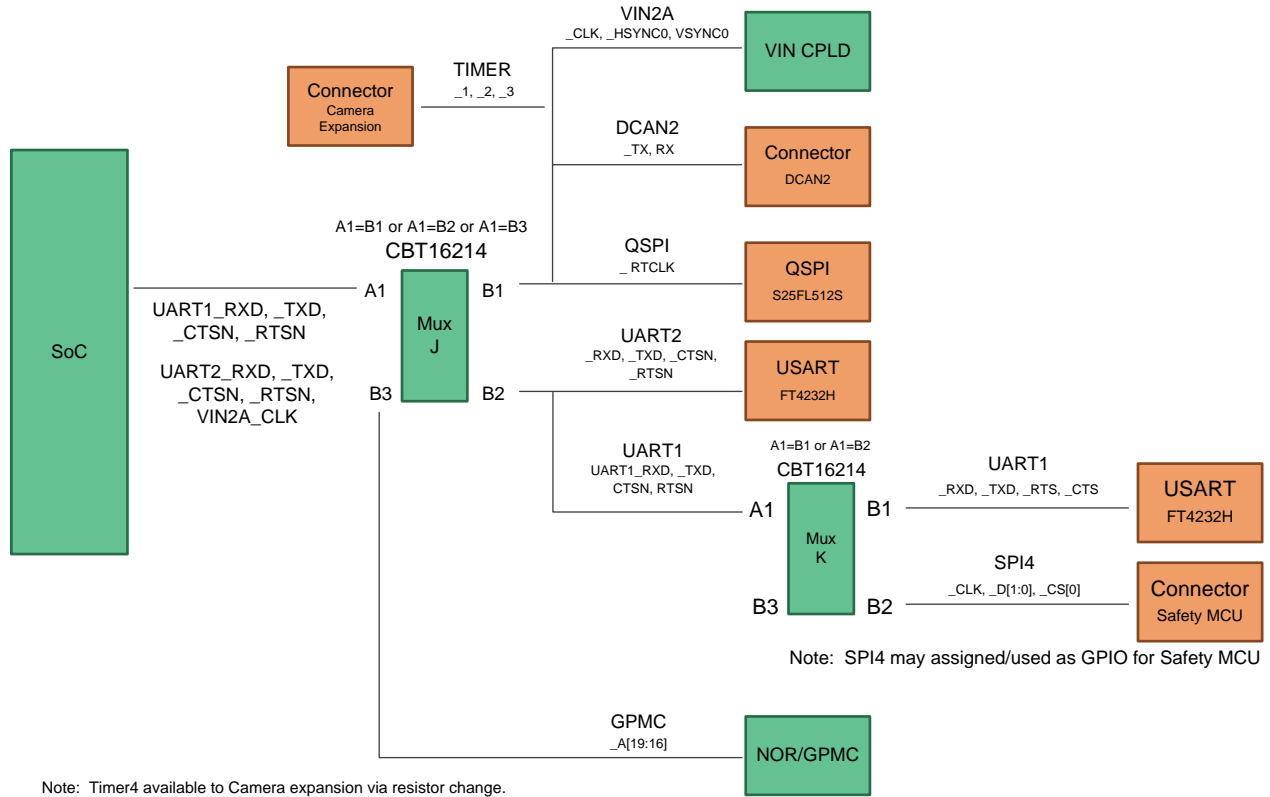 VIN2A
_CLK, _HSYNC0, VSYNC0
VIN CPLD
TIMER
_1, _2, _3
Connector
Camera
Expansion
DCAN2
_TX, RX
Connector
DCAN2
A1=B1 or A1=B2 or A1=B3
CBT16214
QSPI
_ RTCLK
QSPI
S25FL512S
A1
B1
UART1_RXD, _TXD,
_CTSN, _RTSN
Mux
J
SoC
UART2_RXD, _TXD,
_CTSN, _RTSN,
VIN2A_CLK
B3
B2
UART2
_RXD, _TXD, _CTSN,
_RTSN
USART
FT4232H
UART1
UART1_RXD, _TXD,
CTSN, RTSN
A1=B1 or A1=B2
CBT16214
A1
B1
Mux
K
B3
B2
UART1
_RXD, _TXD, _RTS, _CTS
USART
FT4232H
SPI4
_CLK, _D[1:0], _CS[0]
Connector
Safety MCU
Note: SPI4 may assigned/used as GPIO for Safety MCU
GPMC
_A[19:16]
NOR/GPMC
Note: Timer4 available to Camera expansion via resistor change.